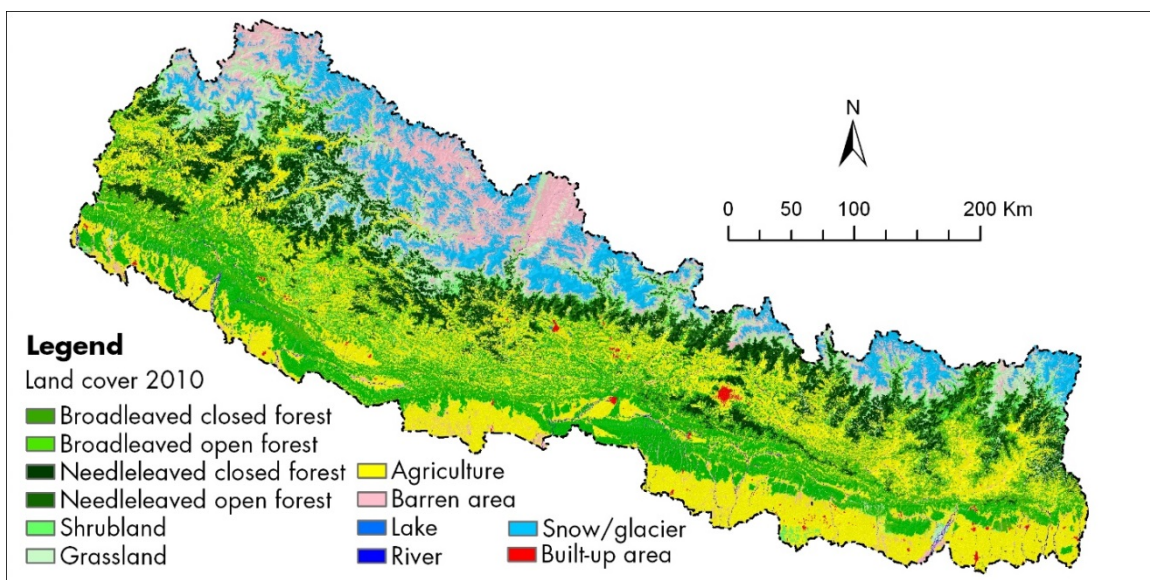 N
0 50 100 200 Km
Legend
Land cover 2010
Broadleaved closed forest
Broadleaved open forest
Needleleaved closed forest
Needleleaved open forest
Shrubland
Grassland
Agriculture
Barren area
Lake
River
Snow/glacier
Built-up area